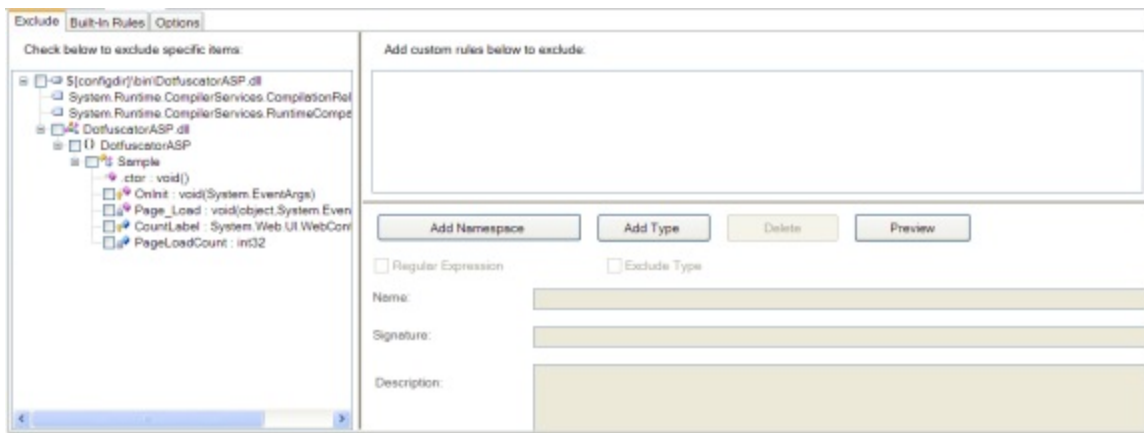 Exclude Built-In Rules Options
Check below to exclude specific items:
$[configdir]\bin\DotfuscatorASP.dll
System.Runtime.CompilerServices.CompilationRel
System.Runtime.CompilerServices.RuntimeCompa
DotfuscatorASP.dll
{} DotfuscatorASP
Sample
.ctor : void()
OnInit : void(System.EventArgs)
Page_Load : void(object,System.Even
CountLabel : System.Web.UI.WebCont
PageLoadCount : int32
Add custom rules below to exclude:
Add Namespace Add Type Delete Preview
Regular Expression Exclude Type
Name:
Signature:
Description: